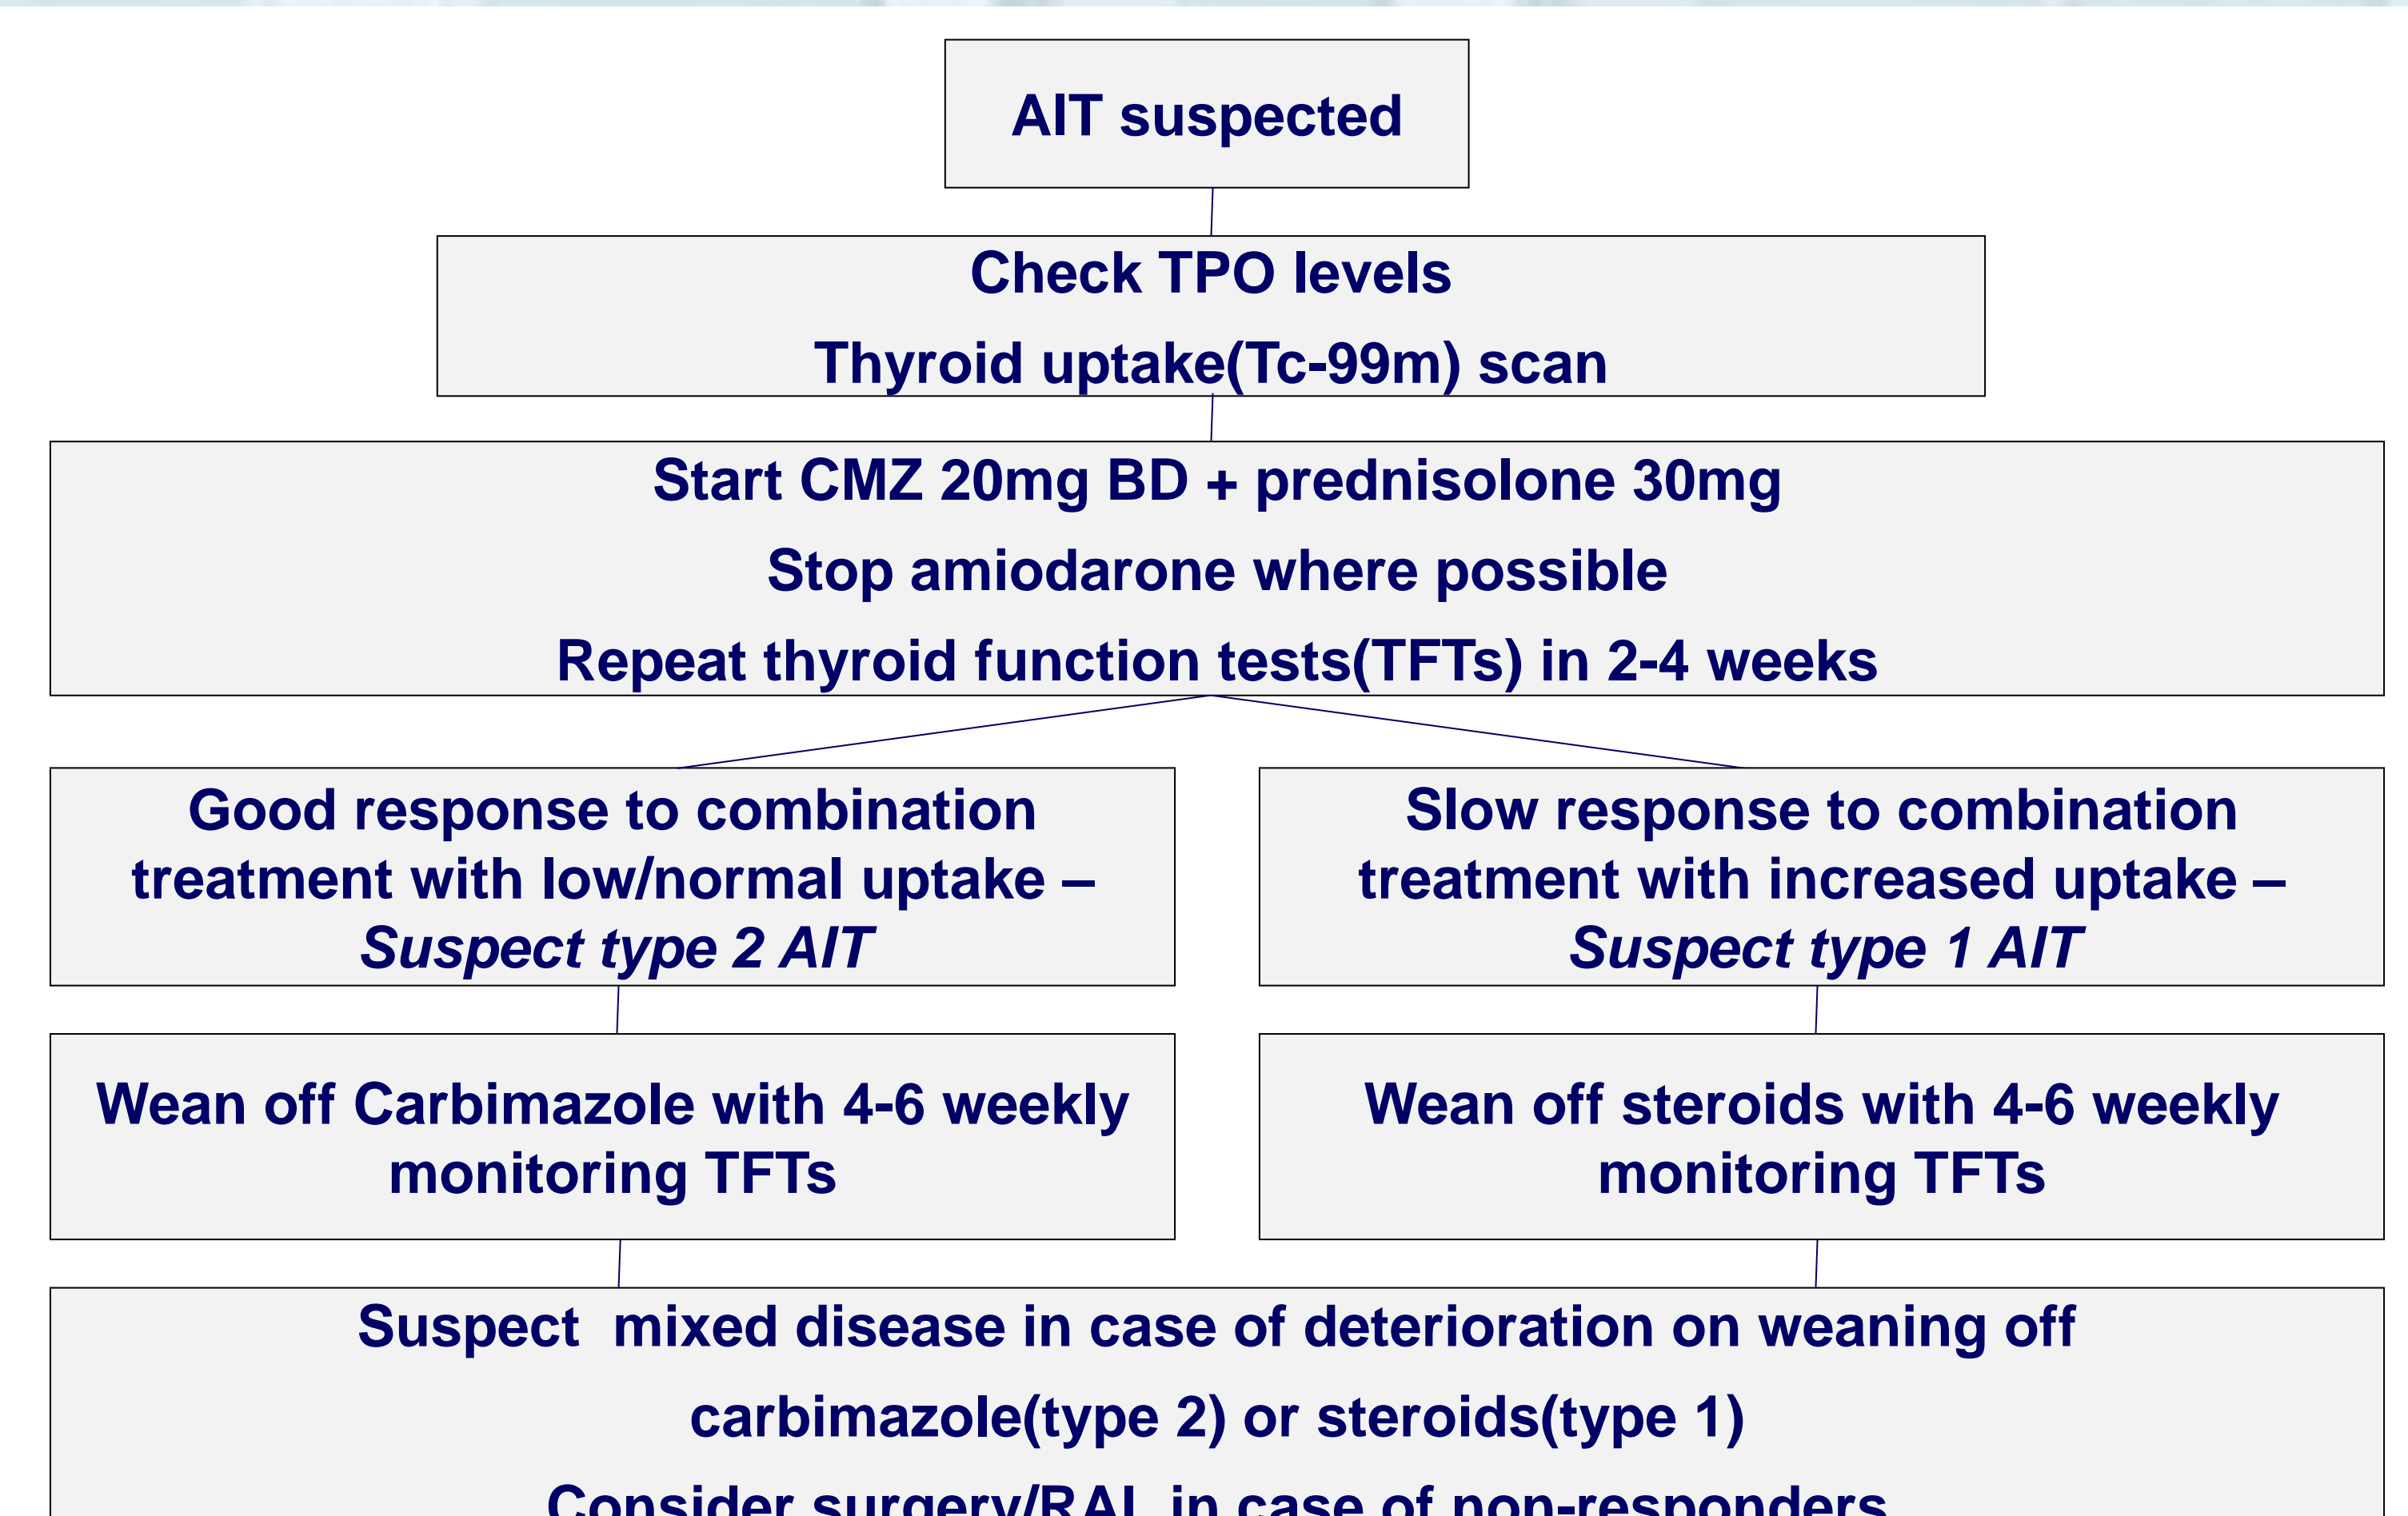 AIT suspected
Check TPO levels
Thyroid uptake(Tc-99m) scan
Start CMZ 20mg BD + prednisolone 30mg
Stop amiodarone where possible
Repeat thyroid function tests(TFTs) in 2-4 weeks
Good response to combination
treatment with low/normal uptake –
Suspect type 2 AIT
Slow response to combination
treatment with increased uptake –
Suspect type 1 AIT
Wean off Carbimazole with 4-6 weekly
monitoring TFTs
Wean off steroids with 4-6 weekly
monitoring TFTs
Suspect mixed disease in case of deterioration on weaning off
carbimazole(type 2) or steroids(type 1)
Consider surgery/RAI in case of non-responders